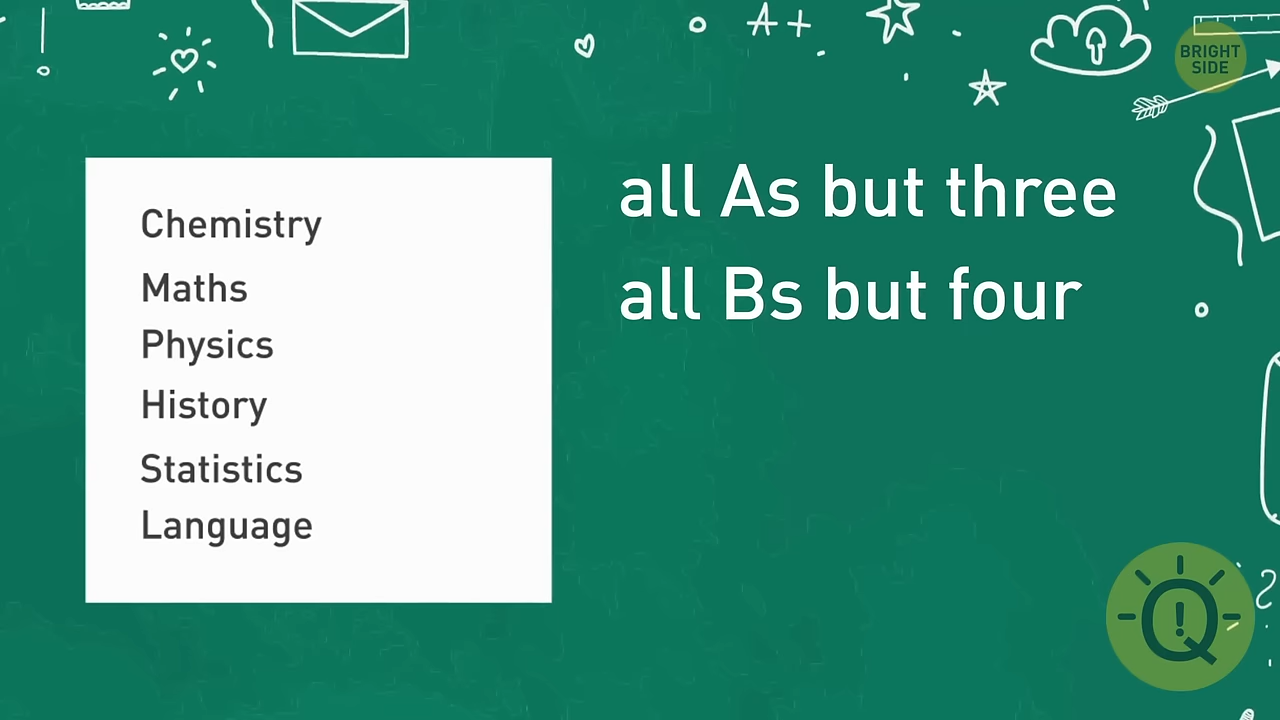 A++
BRIGHT
SIDE
Chemistry
Maths
Physics
History
Statistics
Language
all As but three
all Bs but four
Q!
?